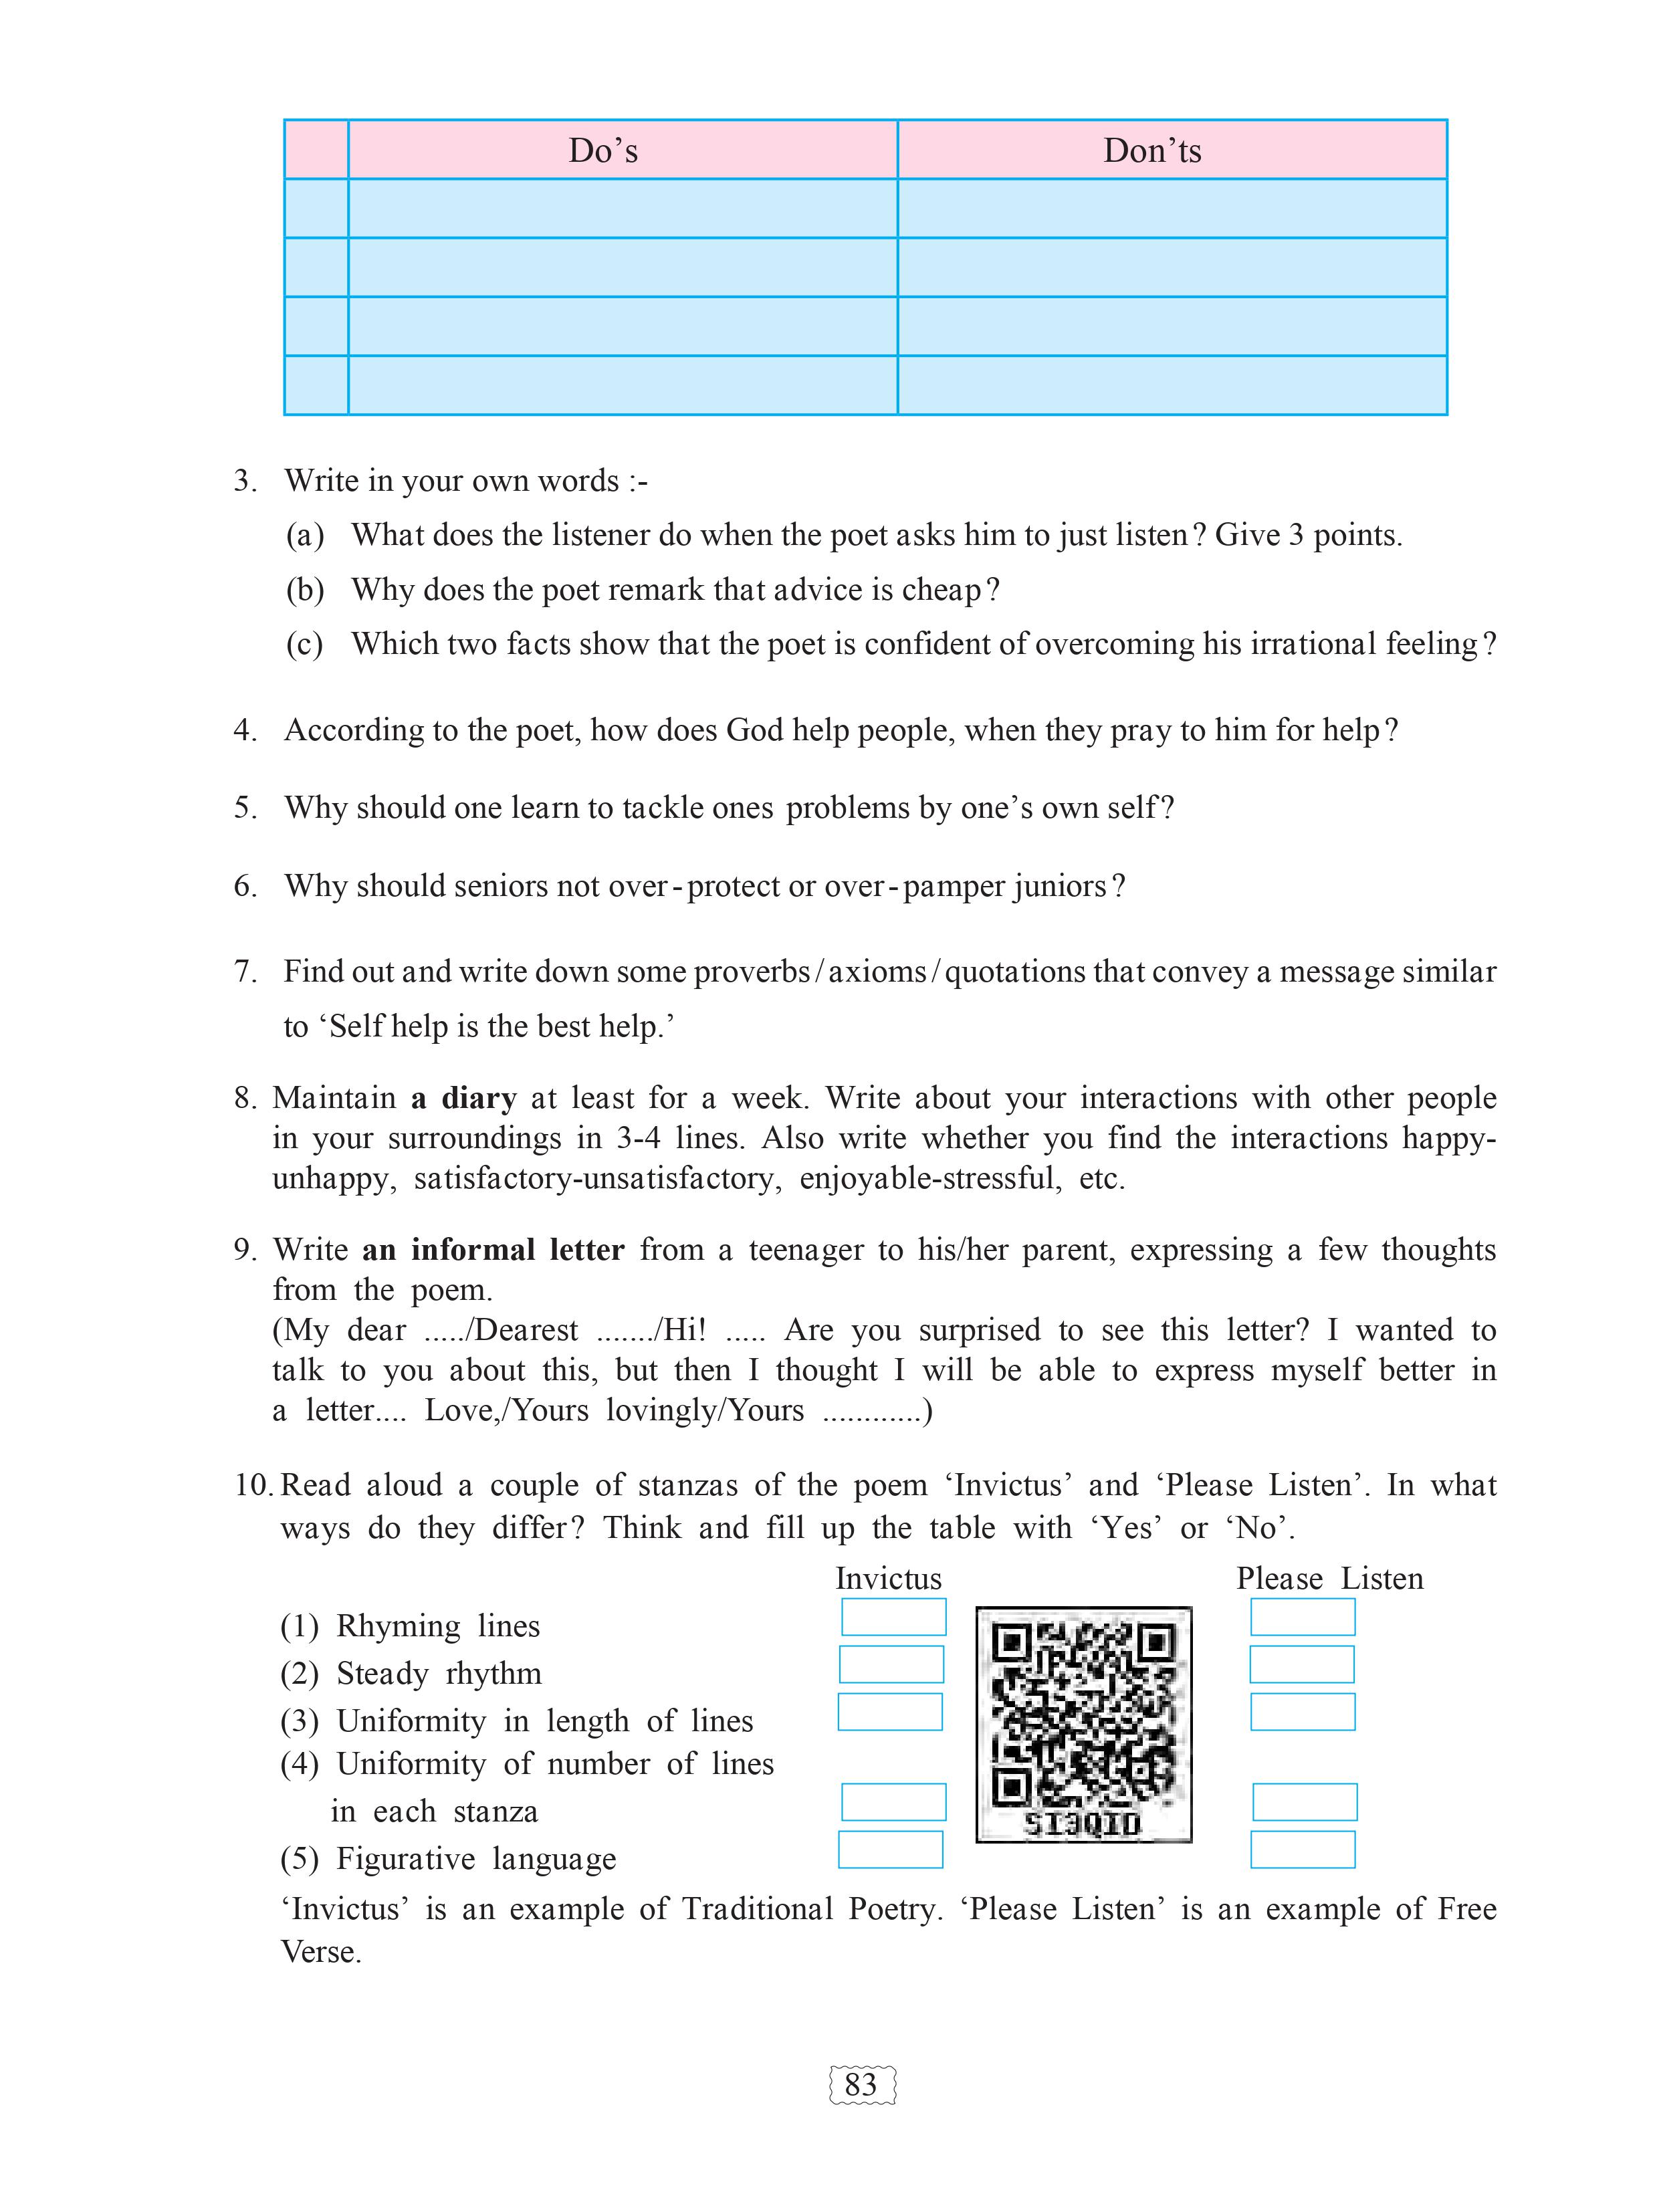 Do’s Don’ts
3. Write in your own words :-
(a) What does the listener do when the poet asks him to just listen? Give 3 points.
(b) Why does the poet remark that advice is cheap?
(c) Which two facts show that the poet is confident of overcoming his irrational feeling?
4. According to the poet, how does God help people, when they pray to him for help?
5. Why should one learn to tackle ones problems by one’s own self?
6. Why should seniors not over-protect or over-pamper juniors?
7. Find out and write down some proverbs/axioms/quotations that convey a message similar
to ‘Self help is the best help.’
8. Maintain a diary at least for a week. Write about your interactions with other people
in your surroundings in 3-4 lines. Also write whether you find the interactions happy-
unhappy, satisfactory-unsatisfactory, enjoyable-stressful, etc.
9. Write an informal letter from a teenager to his/her parent, expressing a few thoughts
from the poem.
(My dear ...../Dearest ......./Hi! ..... Are you surprised to see this letter? I wanted to
talk to you about this, but then I thought I will be able to express myself better in
a letter.... Love,/Yours lovingly/Yours ............)
10. Read aloud a couple of stanzas of the poem ‘Invictus’ and ‘Please Listen’. In what
ways do they differ? Think and fill up the table with ‘Yes’ or ‘No’.
Invictus Please Listen
(1) Rhyming lines
(2) Steady rhythm
(3) Uniformity in length of lines
(4) Uniformity of number of lines
in each stanza
(5) Figurative language
SI3QID
‘Invictus’ is an example of Traditional Poetry. ‘Please Listen’ is an example of Free
Verse.
83